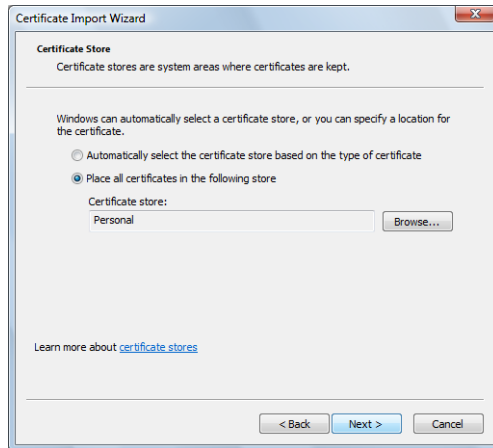 Certificate Import Wizard
Certificate Store
Certificate stores are system areas where certificates are kept.
Windows can automatically select a certificate store, or you can specify a location for
the certificate.
Automatically select the certificate store based on the type of certificate
Place all certificates in the following store
Certificate store:
Personal
Browse...
Learn more about certificate stores
< Back
Next >
Cancel